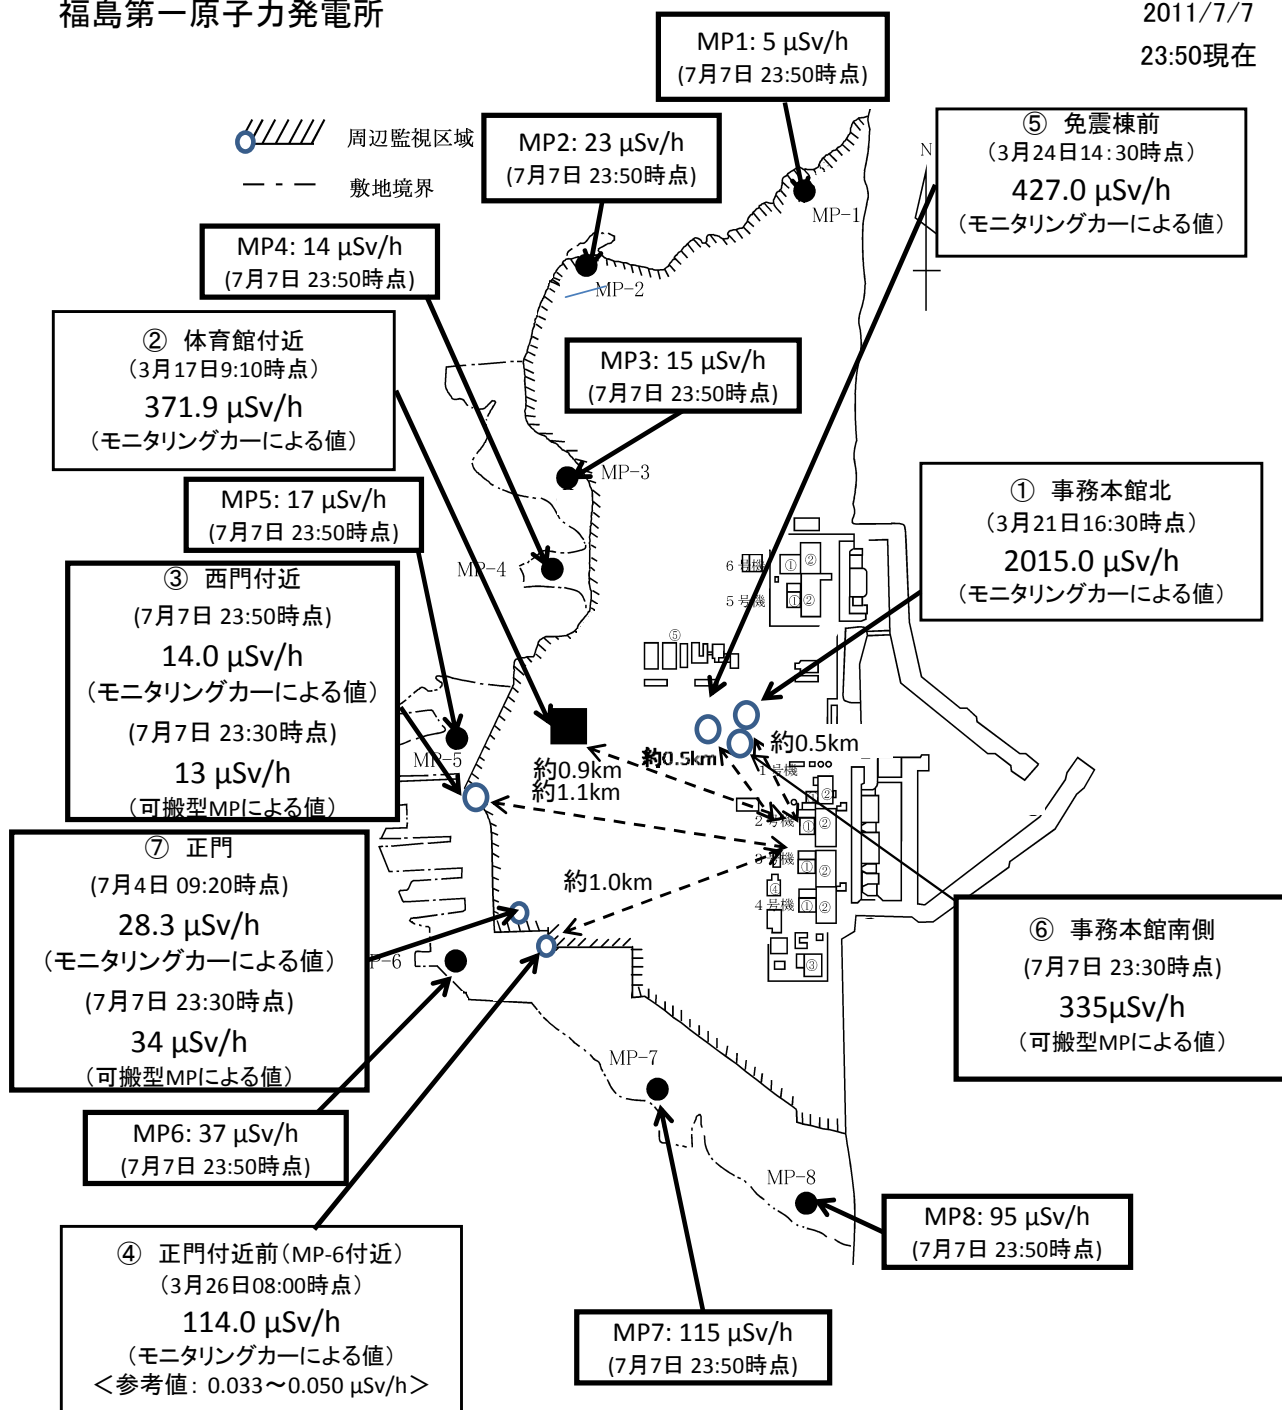 福島第一原子力発電所
2011/7/7
23:50現在
MP1: 5 μSv/h
(7月7日 23:50時点)
周辺監視区域
敷地境界
MP2: 23 μSv/h
(7月7日 23:50時点)
⑤ 免震棟前
(3月24日14:30時点)
427.0 μSv/h
(モニタリングカーによる値)
N
MP-1
MP4: 14 μSv/h
(7月7日 23:50時点)
MP-2
② 体育館付近
(3月17日9:10時点)
371.9 μSv/h
(モニタリングカーによる値)
MP3: 15 μSv/h
(7月7日 23:50時点)
MP-3
MP5: 17 μSv/h
(7月7日 23:50時点)
① 事務本館北
(3月21日16:30時点)
2015.0 μSv/h
(モニタリングカーによる値)
MP-4
③ 西門付近
(7月7日 23:50時点)
14.0 μSv/h
(モニタリングカーによる値)
(7月7日 23:30時点)
13 μSv/h
(可搬型MPによる値)
6号機
① ②
5号機
① ②
⑤
MP-5
約0.9km
約1.1km
約0.5km
約0.5km
1号機
②
2号機
① ②
3号機
① ②
④
4号機
① ②
③
⑦ 正門
(7月4日 09:20時点)
28.3 μSv/h
(モニタリングカーによる値)
(7月7日 23:30時点)
34 μSv/h
(可搬型MPによる値)
約1.0km
P-6
⑥ 事務本館南側
(7月7日 23:30時点)
335μSv/h
(可搬型MPによる値)
MP-7
MP6: 37 μSv/h
(7月7日 23:50時点)
MP-8
MP8: 95 μSv/h
(7月7日 23:50時点)
④ 正門付近前(MP-6付近)
(3月26日08:00時点)
114.0 μSv/h
(モニタリングカーによる値)
<参考値: 0.033~0.050 μSv/h>
MP7: 115 μSv/h
(7月7日 23:50時点)